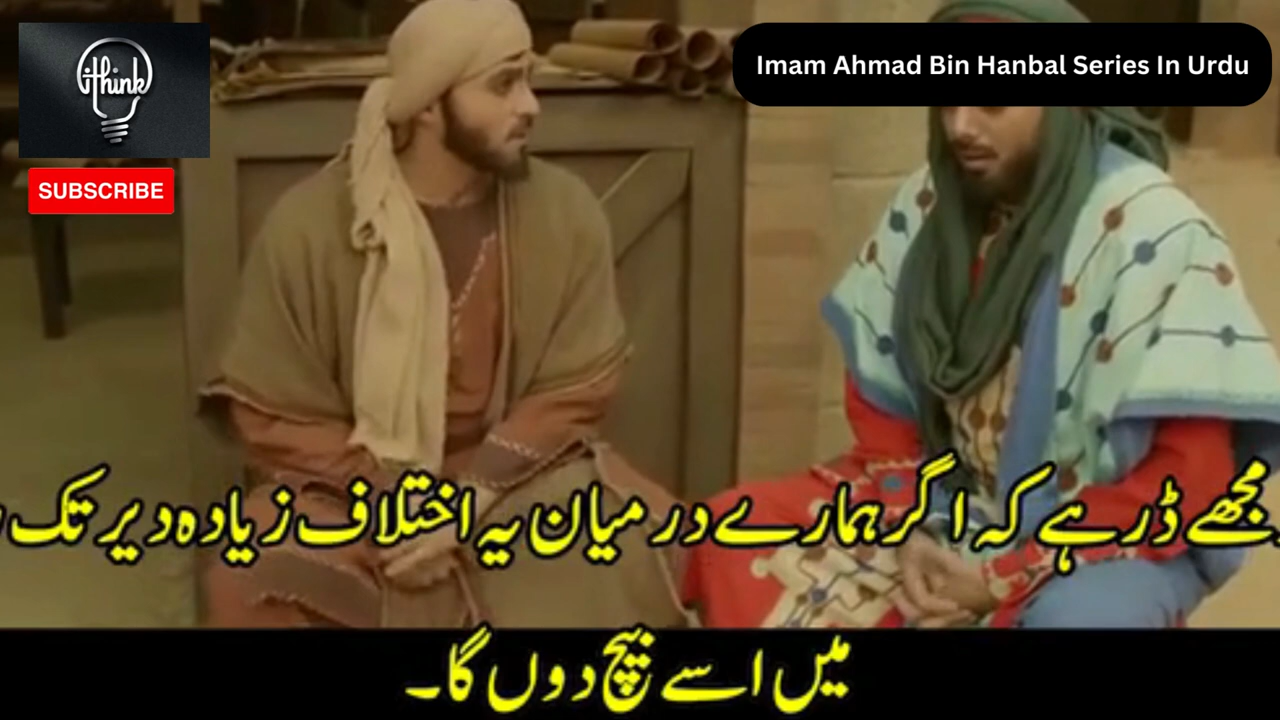 ithink
Imam Ahmad Bin Hanbal Series In Urdu
SUBSCRIBE
مجھے ڈر ہے کہ اگر ہمارے درمیان یہ اختلاف زیادہ دیر تک
میں اسے بیچ دوں گا۔